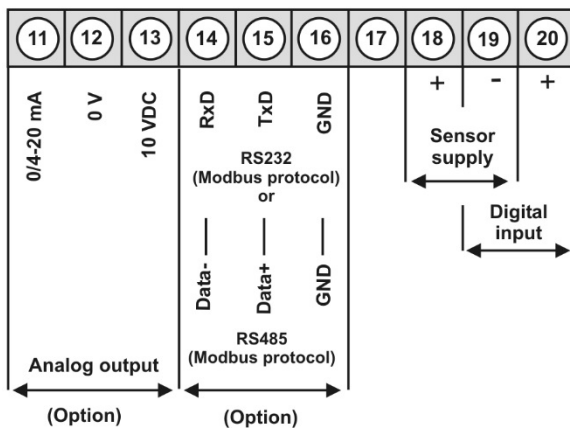 11 12 13 14 15 16 17 18 19 20
+ - +
0/4-20 mA
0 V
10 VDC
RxD
TxD
GND
RS232
(Modbus protocol)
or
Data-
Data+
GND
RS485
(Modbus protocol)
Sensor
supply
Digital
input
Analog output
(Option)
(Option)